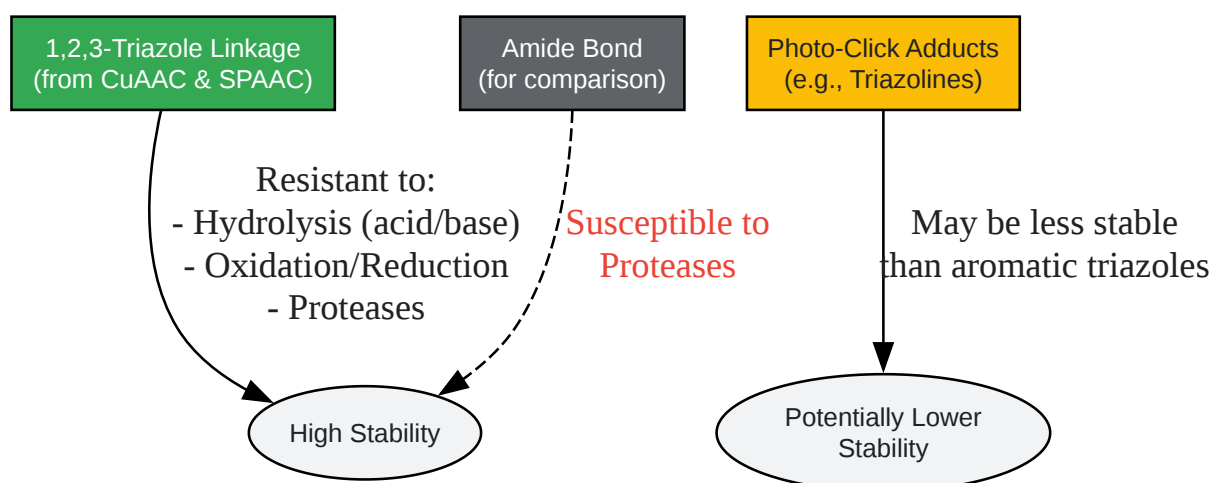 1,2,3-Triazole Linkage
(from CuAAC & SPAAC)
Amide Bond
(for comparison)
Photo-Click Adducts
(e.g., Triazolines)
Resistant to:
- Hydrolysis (acid/base)
- Oxidation/Reduction
- Proteases
Susceptible to
Proteases
May be less stable
than aromatic triazoles
High Stability
Potentially Lower
Stability